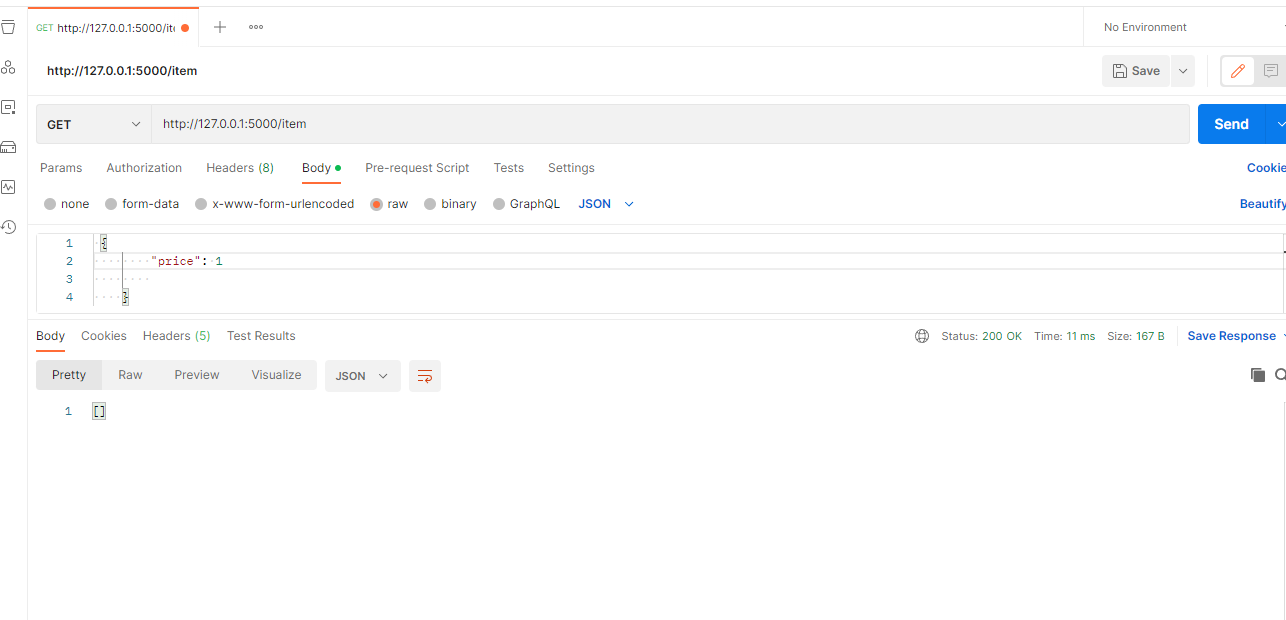 GET http://127.0.0.1:5000/ite
No Environment
http://127.0.0.1:5000/item
Save
GET http://127.0.0.1:5000/item Send
Params Authorization Headers (8) Body Pre-request Script Tests Settings Cookie
none form-data x-www-form-urlencoded raw binary GraphQL JSON Beautify
1 {
2 "price": 1
3
4 }
Body Cookies Headers (5) Test Results Status: 200 OK Time: 11 ms Size: 167 B Save Response
Pretty Raw Preview Visualize JSON
1 []